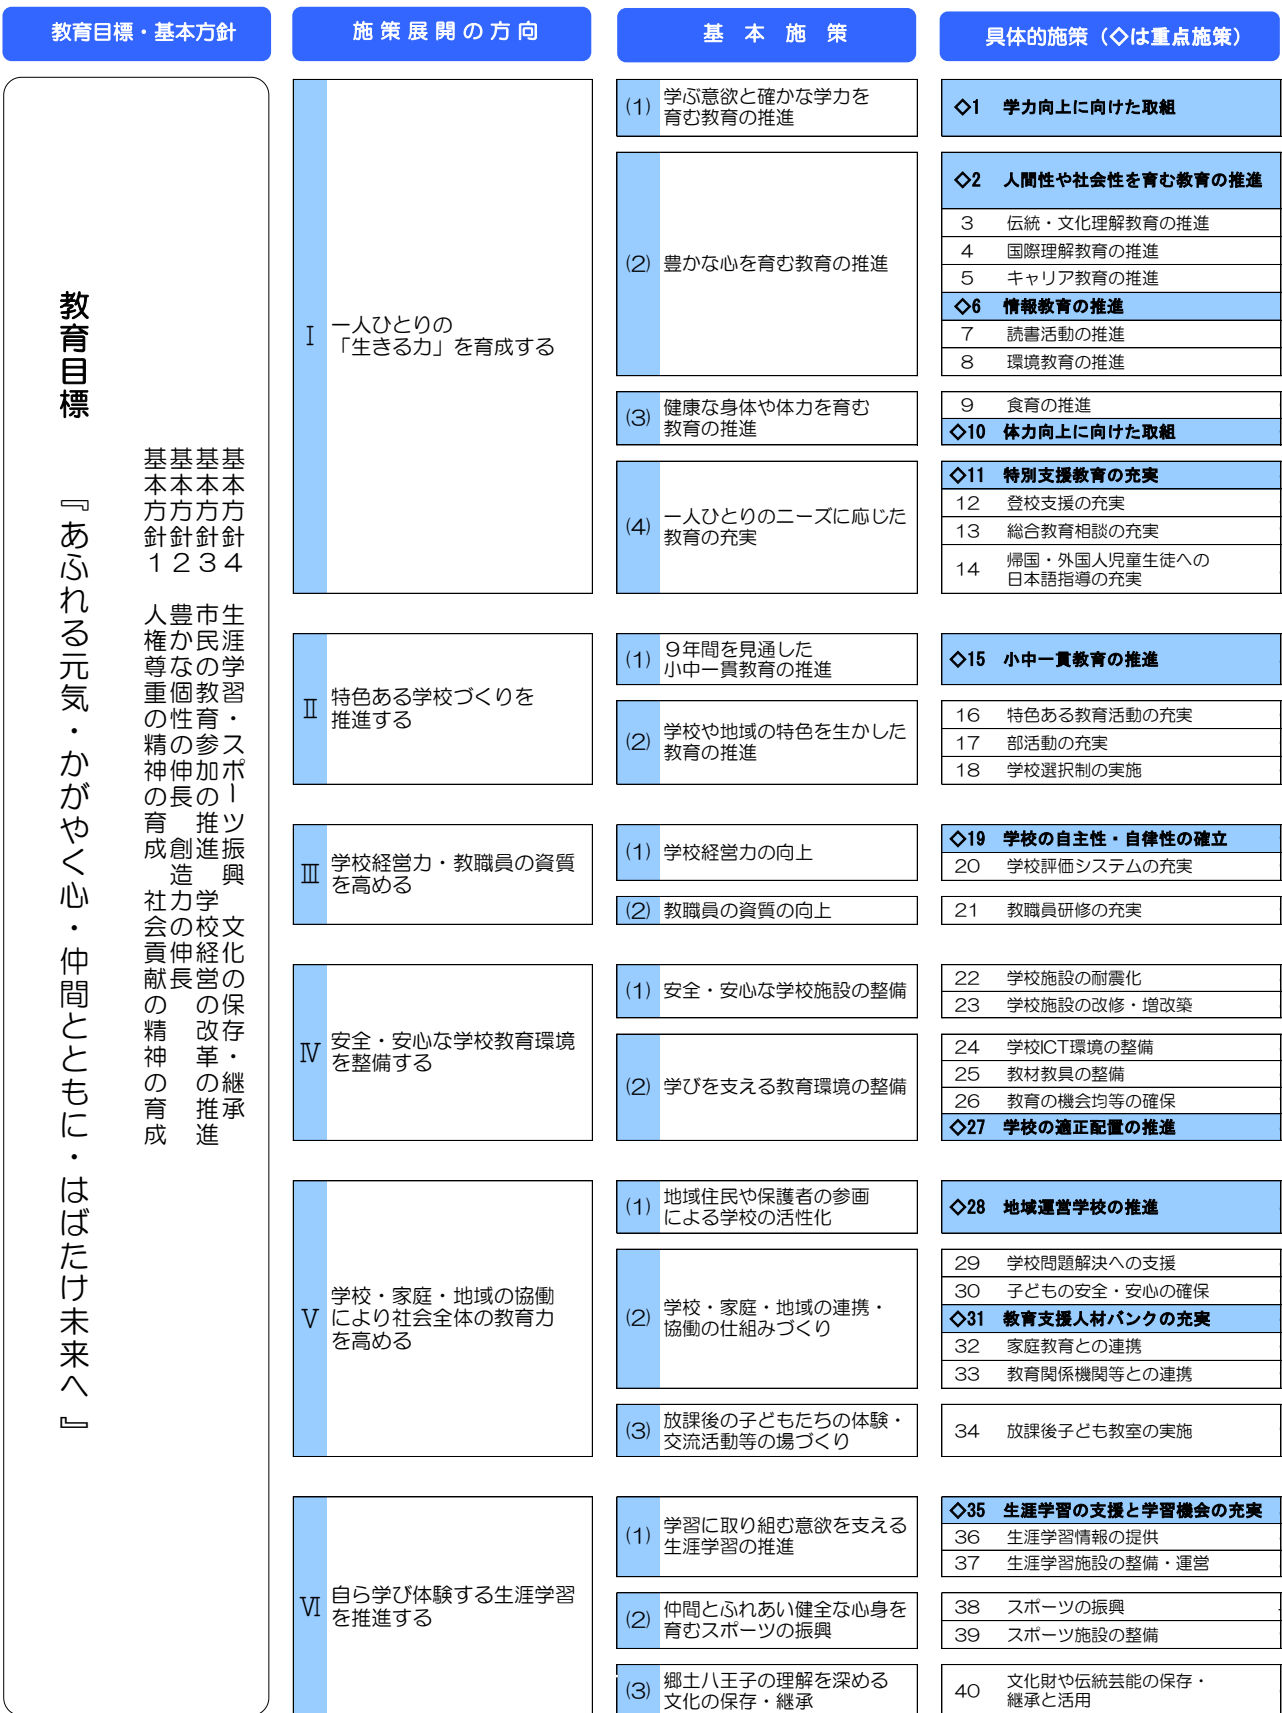 教育目標・基本方針
施策展開の方向
基本施策
具体的施策（◇は重点施策）
教育目標　『あふれる元気・かがやく心・仲間とともに・はばたけ未来へ』
基本方針１　人権尊重の精神の育成　社会貢献の精神の育成
基本方針２　豊かな個性の伸長　創造力の伸長
基本方針３　市民の教育参加の推進　学校経営の改革の推進
基本方針４　生涯学習・スポーツ振興　文化の保存・継承
Ⅰ 一人ひとりの
「生きる力」を育成する
(1) 学ぶ意欲と確かな学力を
育む教育の推進
◇1 学力向上に向けた取組
(2) 豊かな心を育む教育の推進
◇2 人間性や社会性を育む教育の推進
3 伝統・文化理解教育の推進
4 国際理解教育の推進
5 キャリア教育の推進
◇6 情報教育の推進
7 読書活動の推進
8 環境教育の推進
(3) 健康な身体や体力を育む
教育の推進
9 食育の推進
◇10 体力向上に向けた取組
(4) 一人ひとりのニーズに応じた
教育の充実
◇11 特別支援教育の充実
12 登校支援の充実
13 総合教育相談の充実
14 帰国・外国人児童生徒への
日本語指導の充実
Ⅱ 特色ある学校づくりを
推進する
(1) ９年間を見通した
小中一貫教育の推進
◇15 小中一貫教育の推進
(2) 学校や地域の特色を生かした
教育の推進
16 特色ある教育活動の充実
17 部活動の充実
18 学校選択制の実施
Ⅲ 学校経営力・教職員の資質
を高める
(1) 学校経営力の向上
◇19 学校の自主性・自律性の確立
20 学校評価システムの充実
(2) 教職員の資質の向上
21 教職員研修の充実
Ⅳ 安全・安心な学校教育環境
を整備する
(1) 安全・安心な学校施設の整備
22 学校施設の耐震化
23 学校施設の改修・増改築
(2) 学びを支える教育環境の整備
24 学校ICT環境の整備
25 教材教具の整備
26 教育の機会均等の確保
◇27 学校の適正配置の推進
Ⅴ 学校・家庭・地域の協働
により社会全体の教育力
を高める
(1) 地域住民や保護者の参画
による学校の活性化
◇28 地域運営学校の推進
(2) 学校・家庭・地域の連携・
協働の仕組みづくり
29 学校問題解決への支援
30 子どもの安全・安心の確保
◇31 教育支援人材バンクの充実
32 家庭教育との連携
33 教育関係機関等との連携
(3) 放課後の子どもたちの体験・
交流活動等の場づくり
34 放課後子ども教室の実施
Ⅵ 自ら学び体験する生涯学習
を推進する
(1) 学習に取り組む意欲を支える
生涯学習の推進
◇35 生涯学習の支援と学習機会の充実
36 生涯学習情報の提供
37 生涯学習施設の整備・運営
(2) 仲間とふれあい健全な心身を
育むスポーツの振興
38 スポーツの振興
39 スポーツ施設の整備
(3) 郷土八王子の理解を深める
文化の保存・継承
40 文化財や伝統芸能の保存・
継承と活用